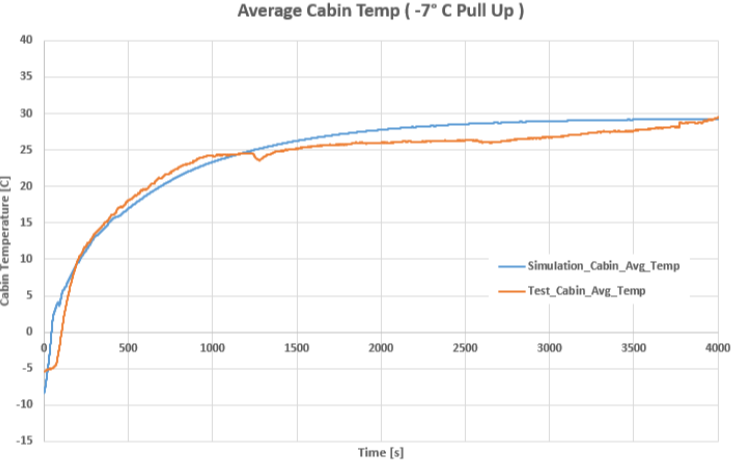 Average Cabin Temp ( -7° C Pull Up )
40
35
30
25
20
15
10
5
0
-5
-10
-15
Cabin Temperature [C]
0 500 1000 1500 2000 2500 3000 3500 4000
Time [s]
Simulation_Cabin_Avg_Temp
Test_Cabin_Avg_Temp